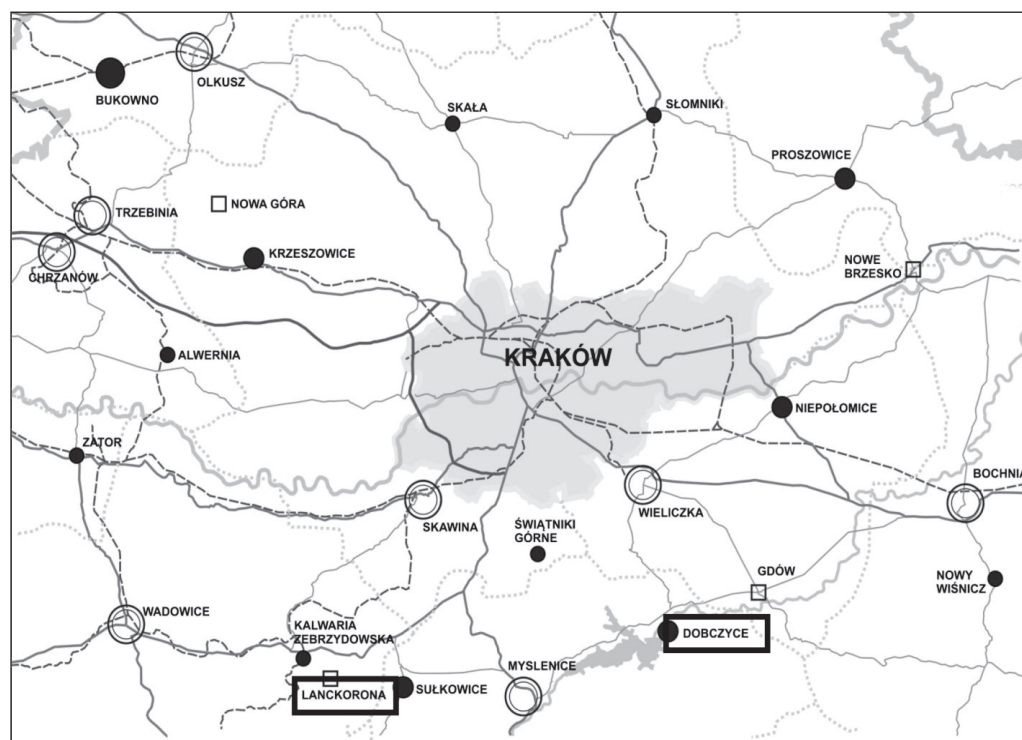 OLKUSZ
BUKOWNO
SKAŁA
SŁOMNIKI
PROSZOWICE
NOWA GÓRA
TRZEBINIA
KRZESZOWICE
CHRZANÓW
NOWE
BRZESKO
ALWERNIA
KRAKÓW
NIEPOŁOMICE
ZATOR
BOCHNIA
SKAWINA
WIELICZKA
ŚWIĄTNIKI
GÓRNE
GDÓW
NOWY
WIŚNICZ
WADOWICE
KALWARIA
ZEBRZYDOWSKA
DOBCZYCE
MYSLENICE
LANCKORONA
SUŁKOWICE